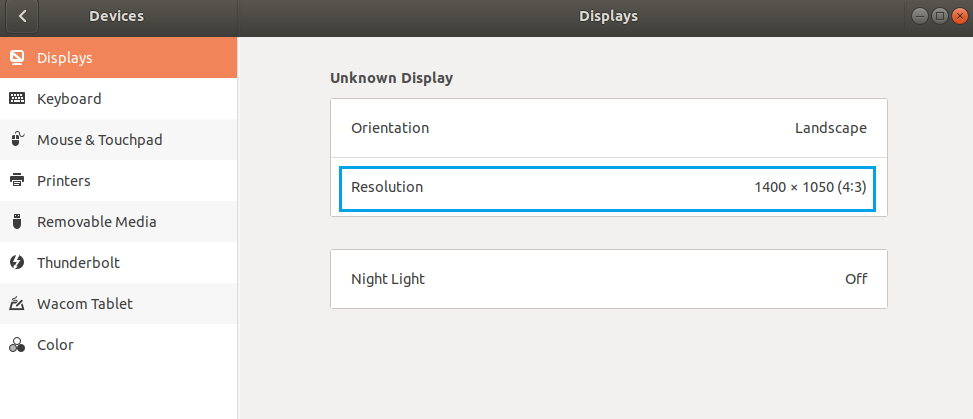 Devices
Displays
Displays
Keyboard
Mouse & Touchpad
Printers
Removable Media
Thunderbolt
Wacom Tablet
Color
Unknown Display
Orientation Landscape
Resolution 1400 × 1050 (4:3)
Night Light Off